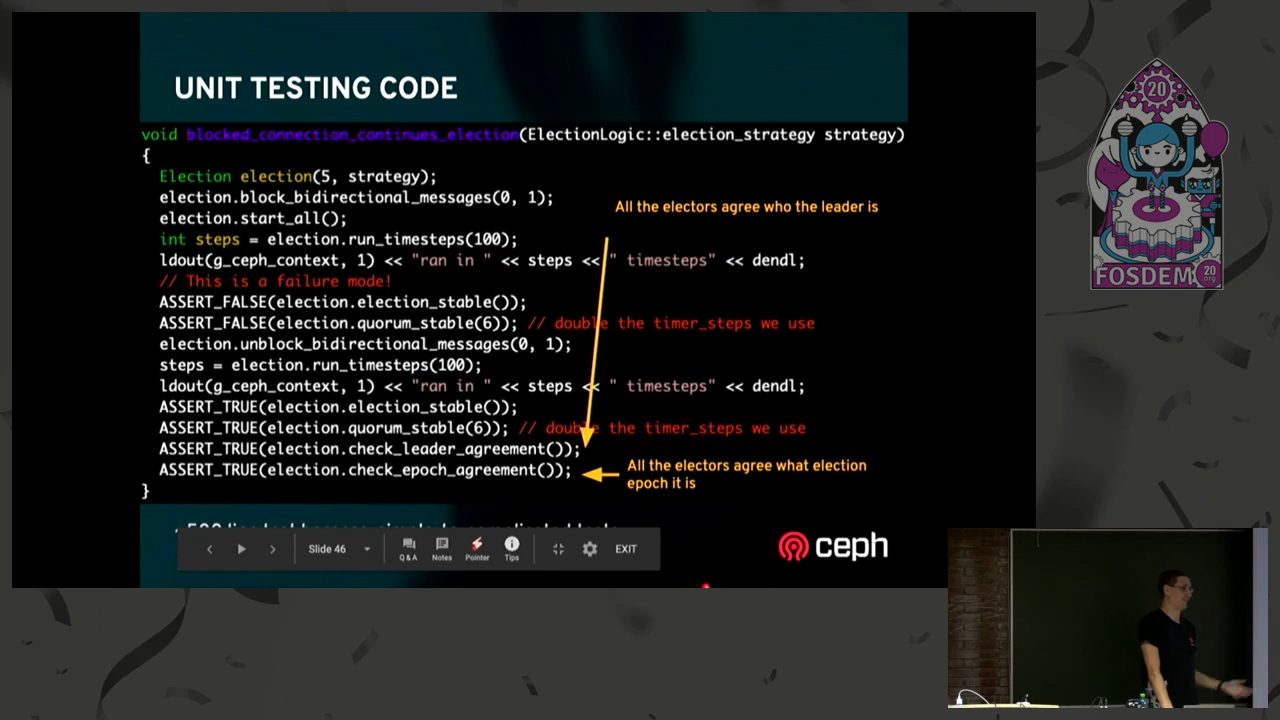 UNIT TESTING CODE
void blocked_connection_continues_election(ElectionLogic::election_strategy strategy)
{
Election election(5, strategy);
election.block_bidirectional_messages(0, 1);
election.start_all();
int steps = election.run_timesteps(100);
ldout(g_ceph_context, 1) << "ran in " << steps << " timesteps" << dendl;
// This is a failure mode!
ASSERT_FALSE(election.election_stable());
ASSERT_FALSE(election.quorum_stable(6)); // double the timer_steps we use
election.unblock_bidirectional_messages(0, 1);
steps = election.run_timesteps(100);
ldout(g_ceph_context, 1) << "ran in " << steps << " timesteps" << dendl;
ASSERT_TRUE(election.election_stable());
ASSERT_TRUE(election.quorum_stable(6)); // double the timer_steps we use
ASSERT_TRUE(election.check_leader_agreement());
ASSERT_TRUE(election.check_epoch_agreement());
}
All the electors agree who the leader is
All the electors agree what election
epoch it is
Slide 46
Q & A
Notes
Pointer
Tips
EXIT
ceph
20
FOSDEM
20
.org